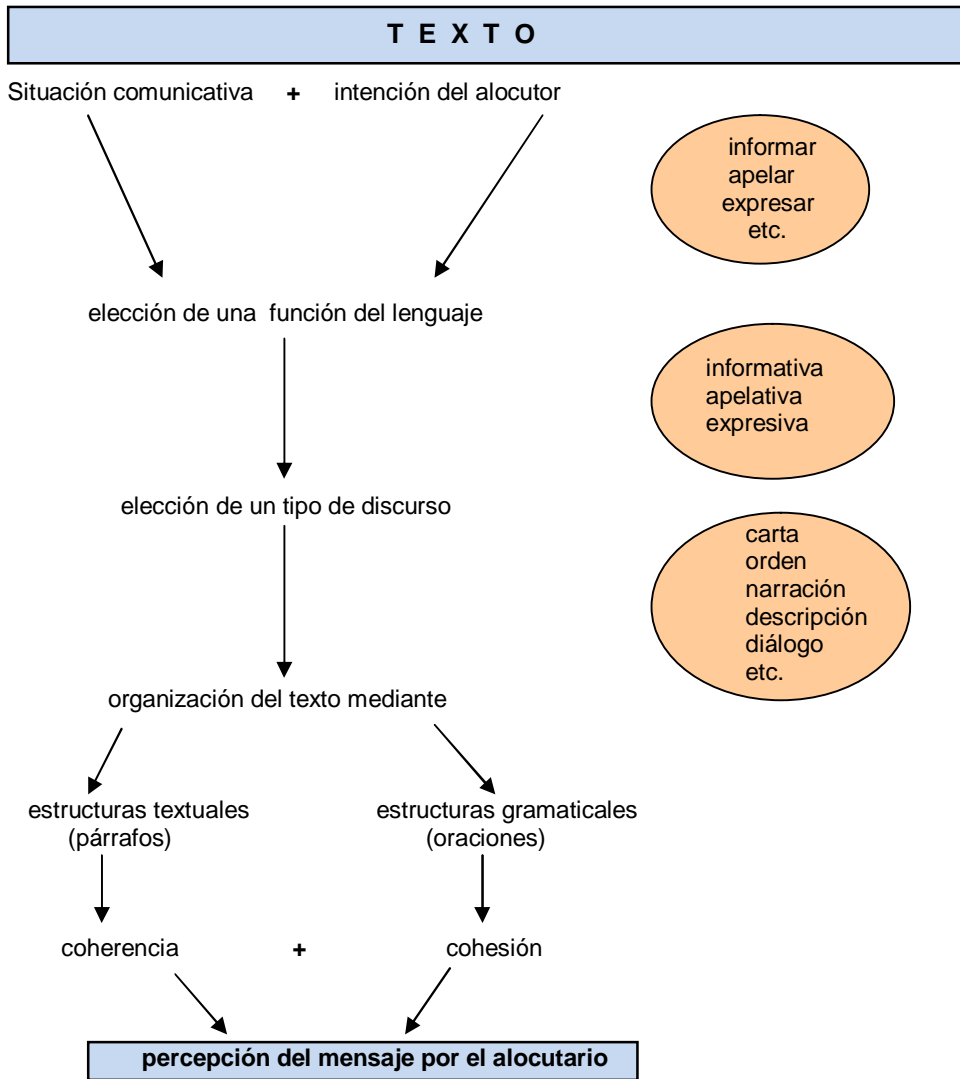 T E X T O
Situación comunicativa + intención del alocutor
informar
apelar
expresar
etc.
elección de una función del lenguaje
informativa
apelativa
expresiva
elección de un tipo de discurso
carta
orden
narración
descripción
diálogo
etc.
organización del texto mediante
estructuras textuales
(párrafos)
estructuras gramaticales
(oraciones)
coherencia + cohesión
percepción del mensaje por el alocutario